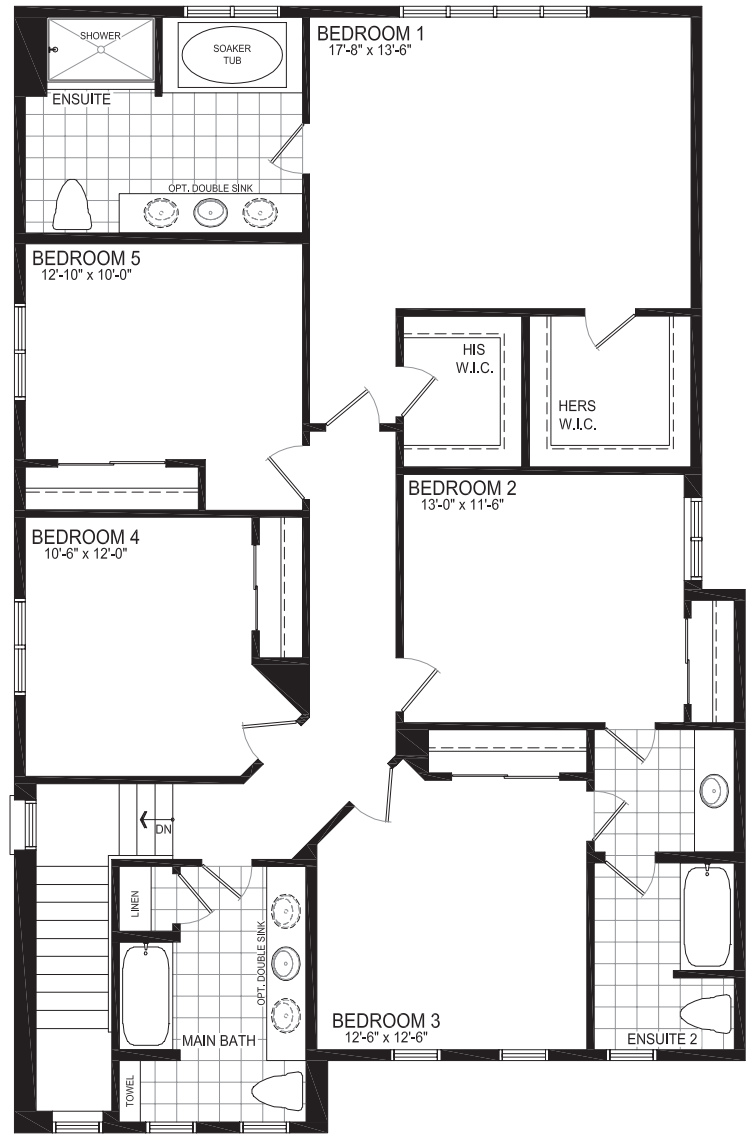 SHOWER
SOAKER
TUB
BEDROOM 1
17'-8" x 13'-6"
ENSUITE
OPT. DOUBLE SINK
BEDROOM 5
12'-10" x 10'-0"
HIS
W.I.C.
HERS
W.I.C.
BEDROOM 2
13'-0" x 11'-6"
BEDROOM 4
10'-6" x 12'-0"
DN
LINEN
OPT. DOUBLE SINK
BEDROOM 3
12'-6" x 12'-6"
MAIN BATH
ENSUITE 2
TOWEL